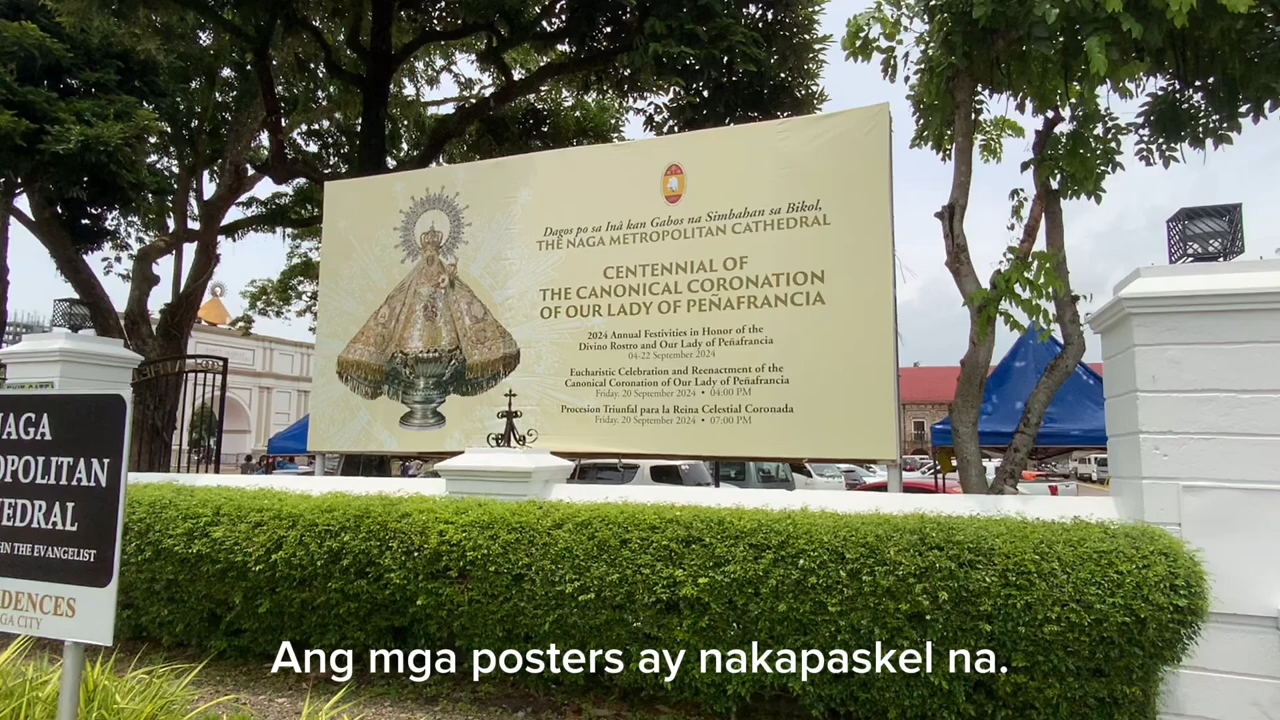 Dagos po sa Inâ kan Gabos na Simbahan sa Bikol,
THE NAGA METROPOLITAN CATHEDRAL
CENTENNIAL OF
THE CANONICAL CORONATION
OF OUR LADY OF PEÑAFRANCIA
2024 Annual Festivities in Honor of the
Divino Rostro and Our Lady of Peñafrancia
04-22 September 2024
Eucharistic Celebration and Reenactment of the
Canonical Coronation of Our Lady of Peñafrancia
Friday. 20 September 2024 • 04:00 PM
Procesion Triunfal para la Reina Celestial Coronada
Friday. 20 September 2024 • 07:00 PM
NAGA
OPOLITAN
EDRAL
HN THE EVANGELIST
DENCES
GA CITY
Ang mga posters ay nakapaskel na.